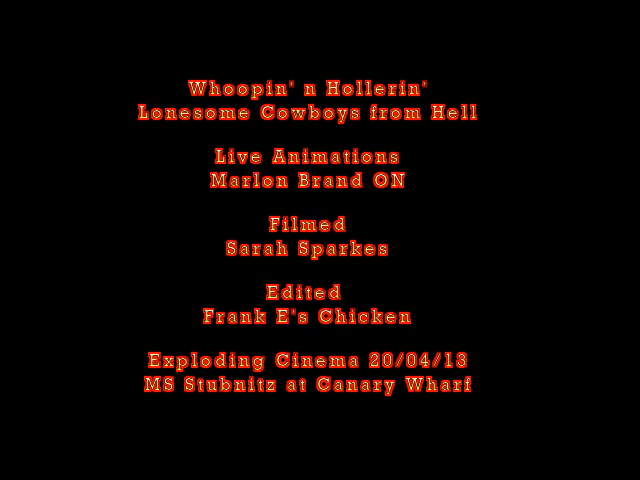 Whoopin' n Hollerin'
Lonesome Cowboys from Hell
Live Animations
Marlon Brand ON
Filmed
Sarah Sparkes
Edited
Frank E's Chicken
Exploding Cinema 20/04/13
MS Stubnitz at Canary Wharf